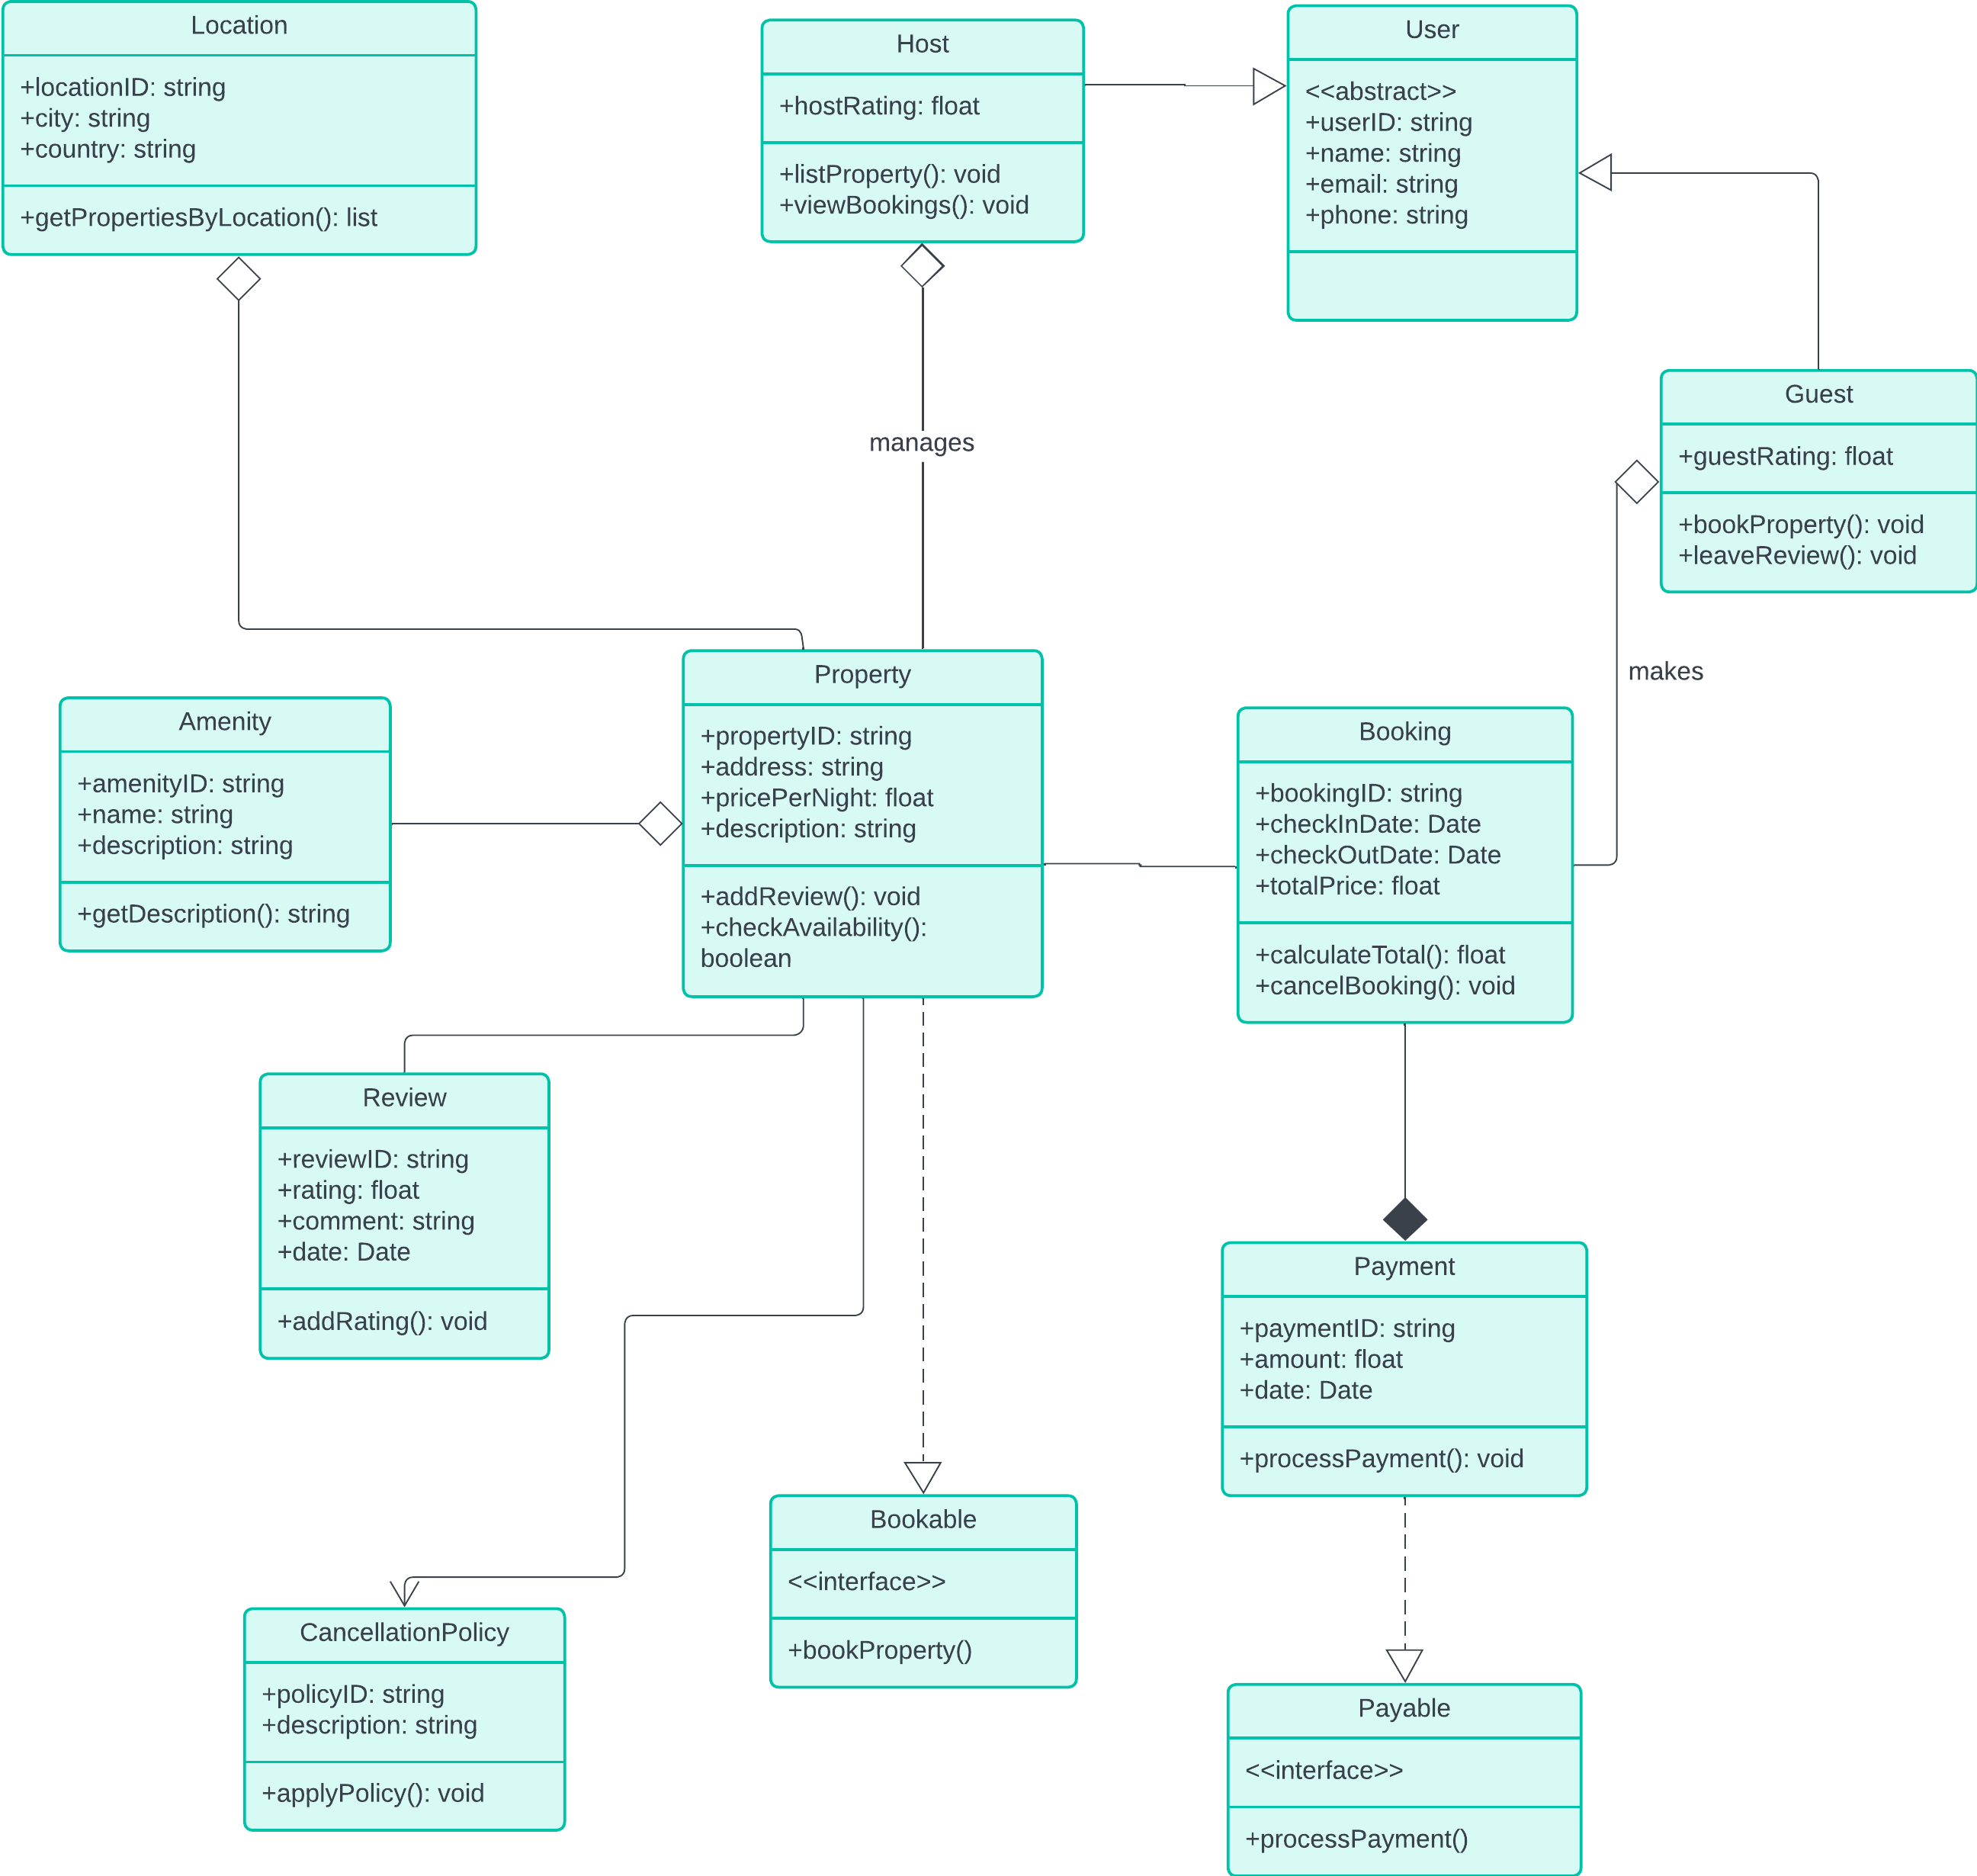 Location
+locationID: string
+city: string
+country: string
+getPropertiesByLocation(): list
Host
+hostRating: float
+listProperty(): void
+viewBookings(): void
User
<<abstract>>
+userID: string
+name: string
+email: string
+phone: string
Guest
+guestRating: float
+bookProperty(): void
+leaveReview(): void
manages
makes
Amenity
+amenityID: string
+name: string
+description: string
+getDescription(): string
Property
+propertyID: string
+address: string
+pricePerNight: float
+description: string
+addReview(): void
+checkAvailability():
boolean
Booking
+bookingID: string
+checkInDate: Date
+checkOutDate: Date
+totalPrice: float
+calculateTotal(): float
+cancelBooking(): void
Review
+reviewID: string
+rating: float
+comment: string
+date: Date
+addRating(): void
Payment
+paymentID: string
+amount: float
+date: Date
+processPayment(): void
Bookable
<<interface>>
+bookProperty()
CancellationPolicy
+policyID: string
+description: string
+applyPolicy(): void
Payable
<<interface>>
+processPayment()